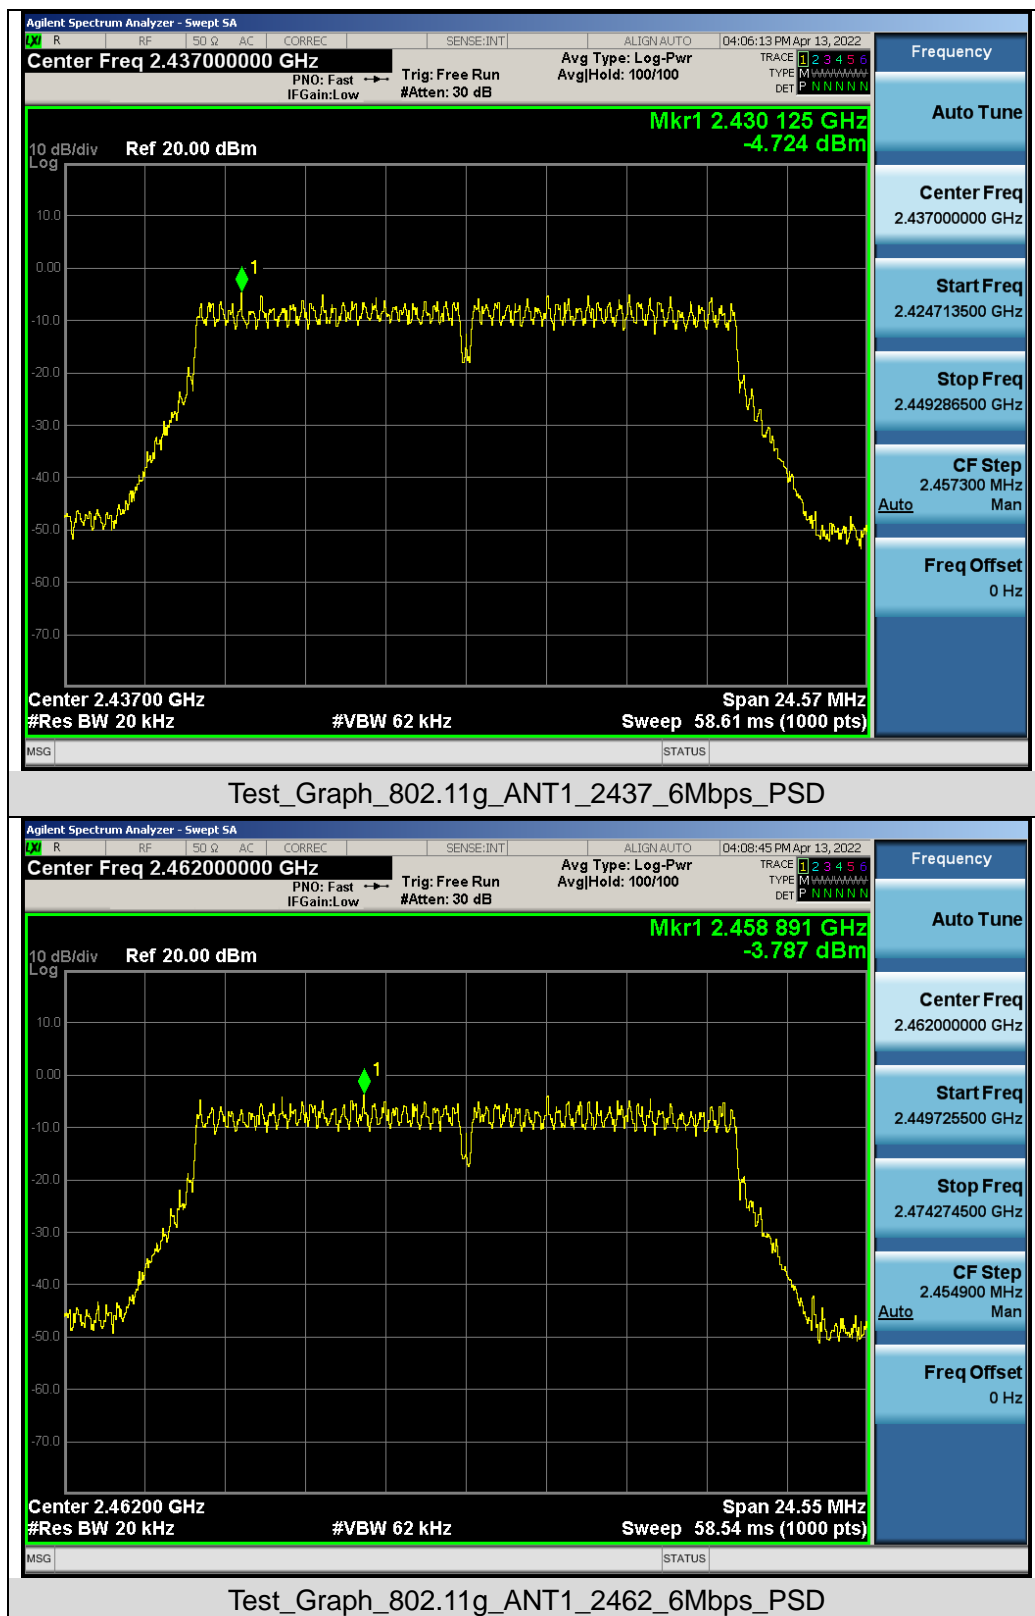 Agilent Spectrum Analyzer - Swept SA
LXI R RF 50 Ω AC CORREC SENSE:INT ALIGN AUTO 04:06:13 PM Apr 13, 2022
Center Freq 2.437000000 GHz
PNO: Fast
IFGain:Low
Trig: Free Run
#Atten: 30 dB
Avg Type: Log-Pwr
Avg|Hold: 100/100
TRACE 1 2 3 4 5 6
TYPE M
DET P N N N N N
Mkr1 2.430 125 GHz
-4.724 dBm
10 dB/div Ref 20.00 dBm
Log
1
10.0
0.00
-10.0
-20.0
-30.0
-40.0
-50.0
-60.0
-70.0
Center 2.43700 GHz Span 24.57 MHz
#Res BW 20 kHz #VBW 62 kHz Sweep 58.61 ms (1000 pts)
MSG STATUS
Frequency
Auto Tune
Center Freq
2.437000000 GHz
Start Freq
2.424713500 GHz
Stop Freq
2.449286500 GHz
CF Step
2.457300 MHz
Auto Man
Freq Offset
0 Hz
Test_Graph_802.11g_ANT1_2437_6Mbps_PSD
Agilent Spectrum Analyzer - Swept SA
LXI R RF 50 Ω AC CORREC SENSE:INT ALIGN AUTO 04:08:45 PM Apr 13, 2022
Center Freq 2.462000000 GHz
PNO: Fast
IFGain:Low
Trig: Free Run
#Atten: 30 dB
Avg Type: Log-Pwr
Avg|Hold: 100/100
TRACE 1 2 3 4 5 6
TYPE M
DET P N N N N N
Mkr1 2.458 891 GHz
-3.787 dBm
10 dB/div Ref 20.00 dBm
Log
1
10.0
0.00
-10.0
-20.0
-30.0
-40.0
-50.0
-60.0
-70.0
Center 2.46200 GHz Span 24.55 MHz
#Res BW 20 kHz #VBW 62 kHz Sweep 58.54 ms (1000 pts)
MSG STATUS
Frequency
Auto Tune
Center Freq
2.462000000 GHz
Start Freq
2.449725500 GHz
Stop Freq
2.474274500 GHz
CF Step
2.454900 MHz
Auto Man
Freq Offset
0 Hz
Test_Graph_802.11g_ANT1_2462_6Mbps_PSD